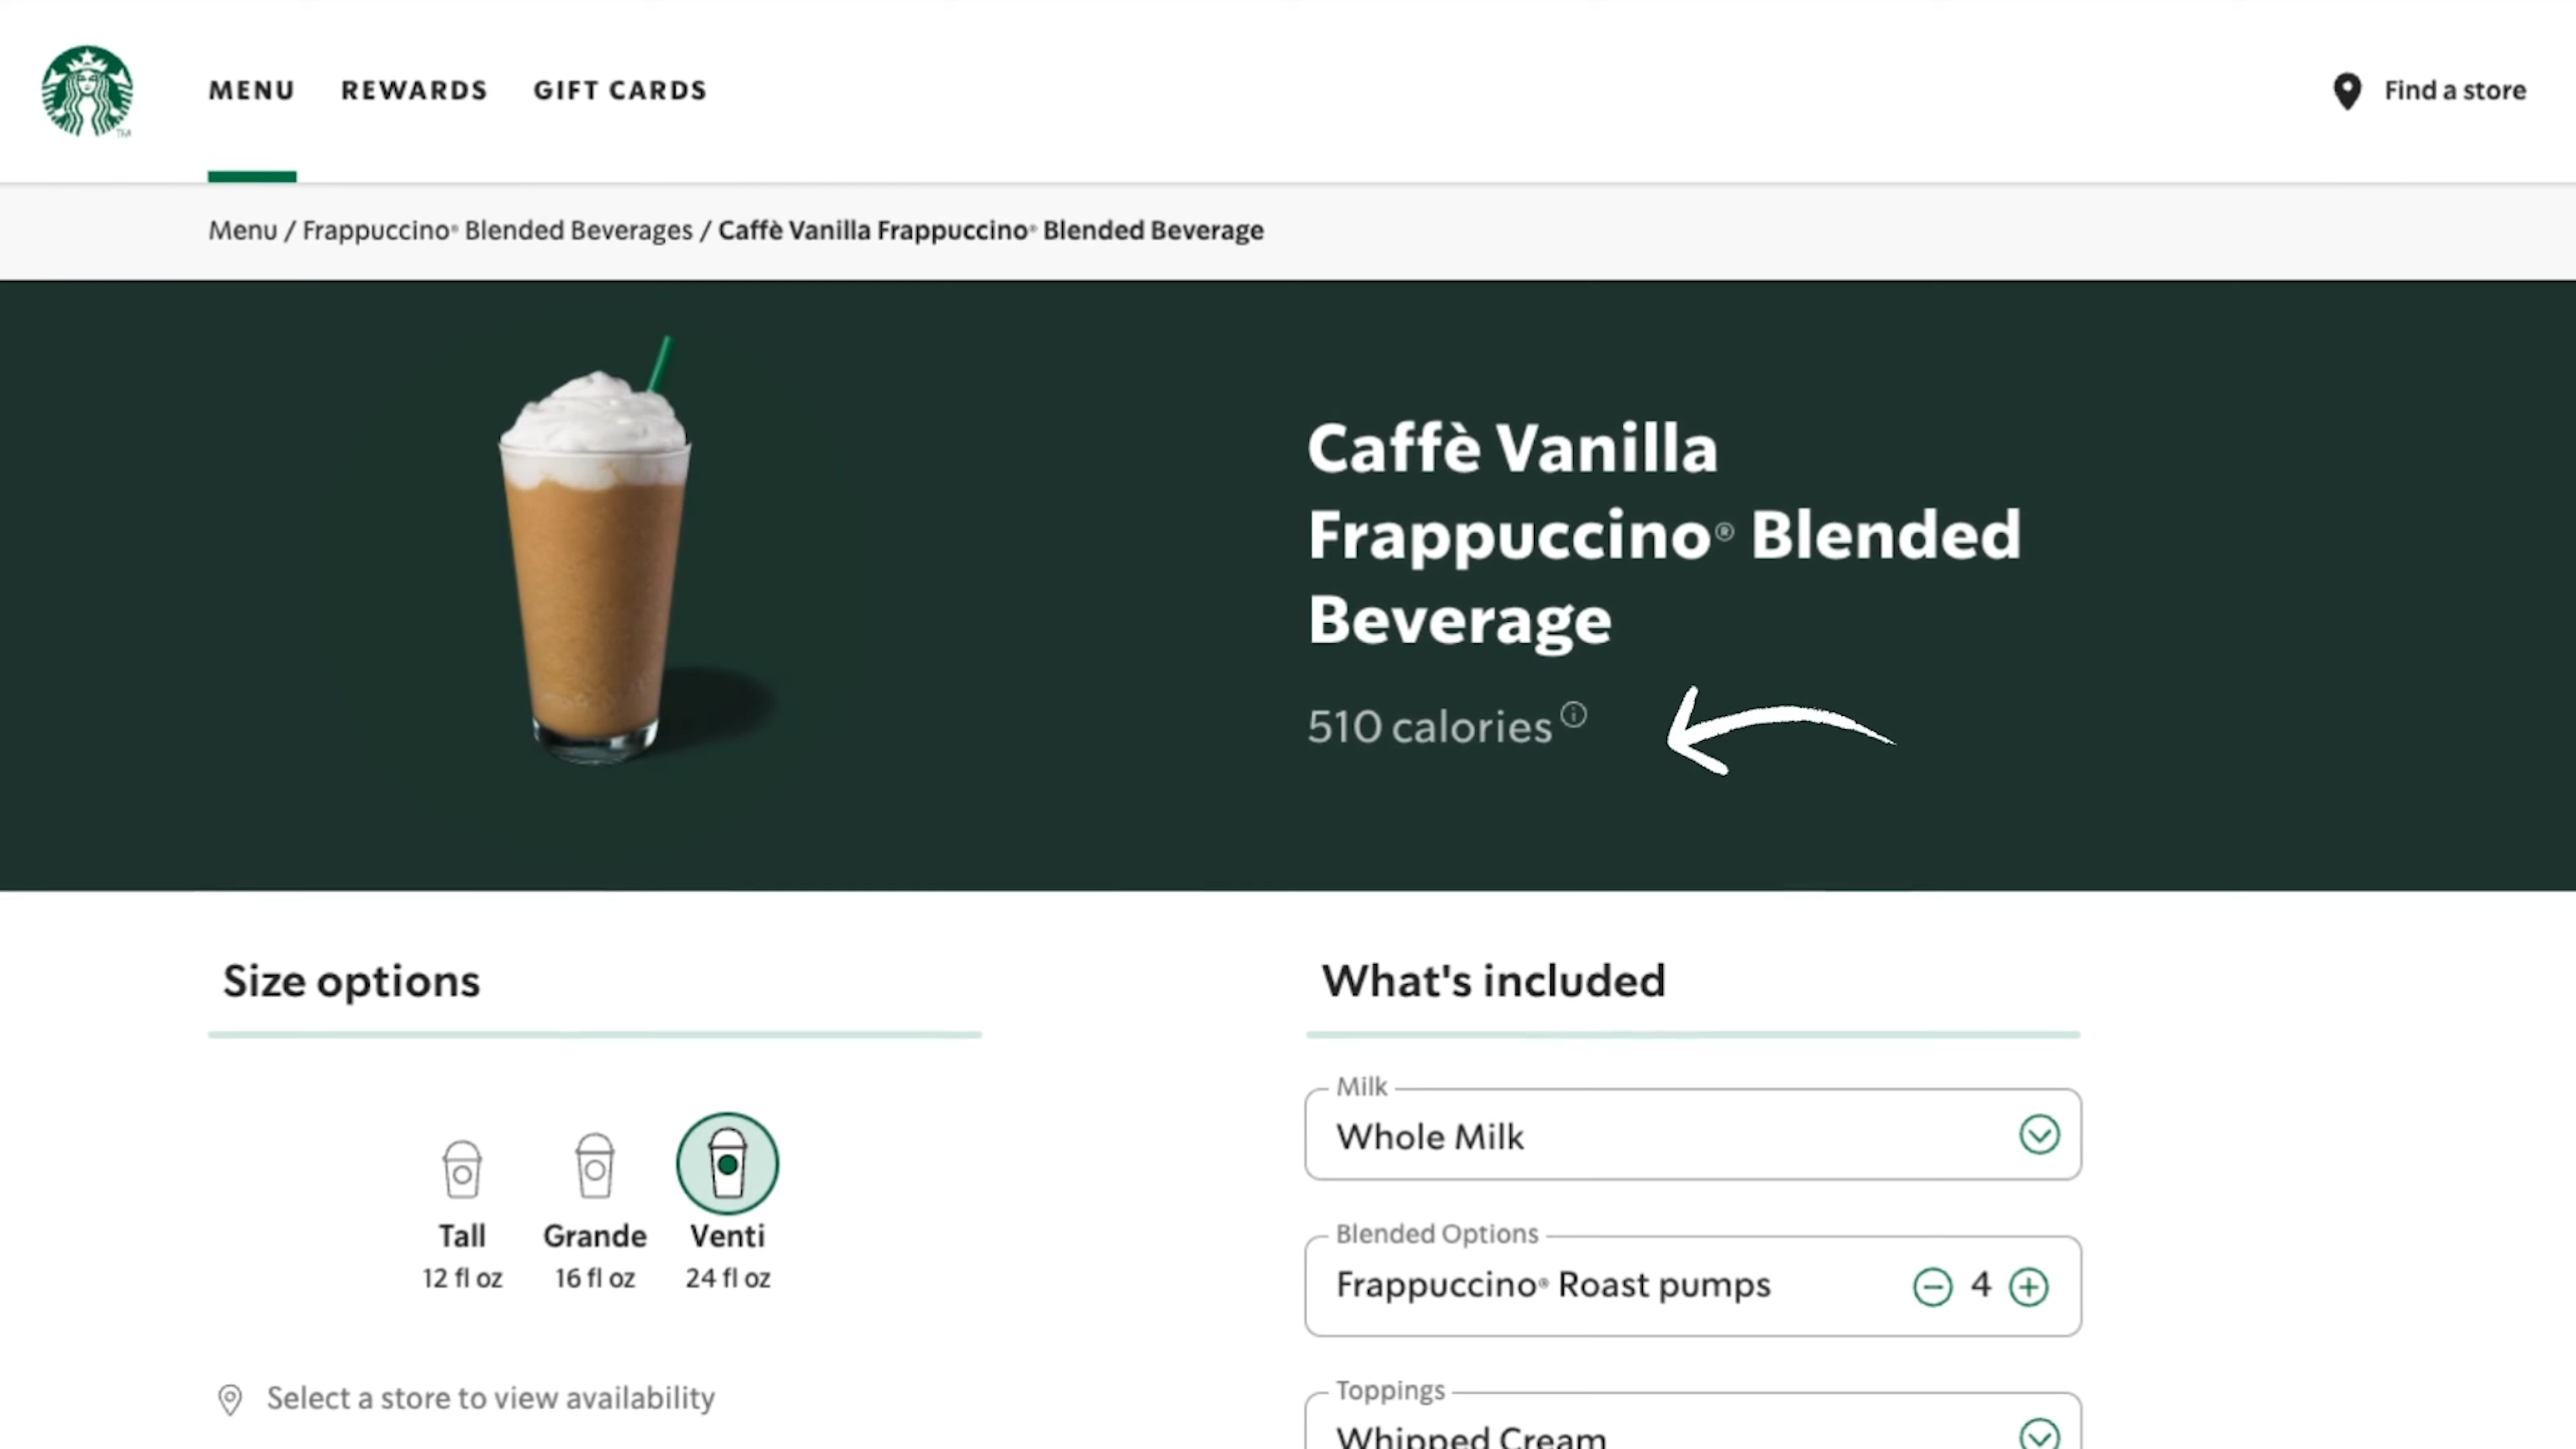 MENU REWARDS GIFT CARDS Find a store
TM
Menu / Frappuccino® Blended Beverages / Caffè Vanilla Frappuccino® Blended Beverage
Caffè Vanilla
Frappuccino® Blended
Beverage
510 calories
Size options
What's included
Milk
Whole Milk
Blended Options
Frappuccino® Roast pumps 4
Toppings
Whipped Cream
Tall Grande Venti
12 fl oz 16 fl oz 24 fl oz
Select a store to view availability